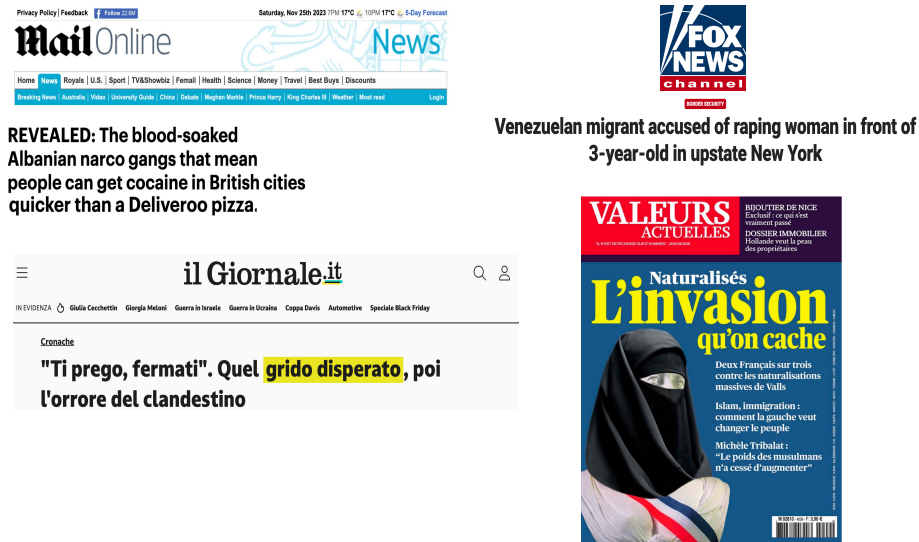 Privacy Policy | Feedback
Follow 22.6M
Saturday, Nov 25th 2023 7PM 17°C 10PM 17°C 5-Day Forecast
Mail Online
News
Home News Royals | U.S. | Sport | TV&Showbiz | Femail | Health | Science | Money | Travel | Best Buys | Discounts
Breaking News | Australia | Video | University Guide | China | Debate | Meghan Markle | Prince Harry | King Charles III | Weather | Most read
Login
REVEALED: The blood-soaked
Albanian narco gangs that mean
people can get cocaine in British cities
quicker than a Deliveroo pizza.
FOX
NEWS
channel
BORDER SECURITY
Venezuelan migrant accused of raping woman in front of
3-year-old in upstate New York
il Giornale.it
IN EVIDENZA Giulia Cecchettin Giorgia Meloni Guerra in Israele Guerra in Ucraina Coppa Davis Automotive Speciale Black Friday
Cronache
"Ti prego, fermati". Quel grido disperato, poi
l'orrore del clandestino
VALEURS
ACTUELLES
"IL N'EST DE RICHESSE QUE D'HOMMES." JEAN BODIN
BIJOUTIER DE NICE
Exclusif : ce qui s'est
vraiment passé
DOSSIER IMMOBILIER
Hollande veut la peau
des propriétaires
Naturalisés
L'invasion
qu'on cache
Deux Français sur trois
contre les naturalisations
massives de Valls
Islam, immigration :
comment la gauche veut
changer le peuple
Michèle Tribalat :
"Le poids des musulmans
n'a cessé d'augmenter"